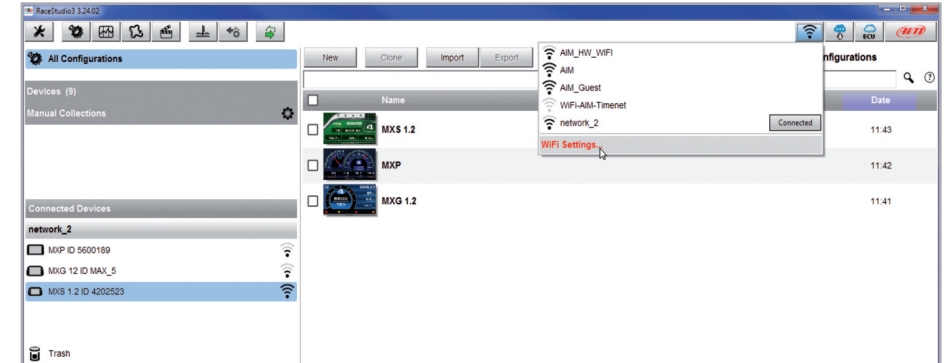 RaceStudio3 3.24.02
ECU
AiM
All Configurations
New
Clone
Import
Export
nfigurations
AiM_HW_WIFI
AiM
AiM_Guest
WiFi-AiM-Timenet
network_2
Connected
WiFi Settings...
Devices (9)
Manual Collections
Name
Date
MXS 1.2
11:43
MXP
11:42
MXG 1.2
11:41
Connected Devices
network_2
MXP ID 5600189
MXG 12 ID MAX_5
MXS 1.2 ID 4202523
Trash